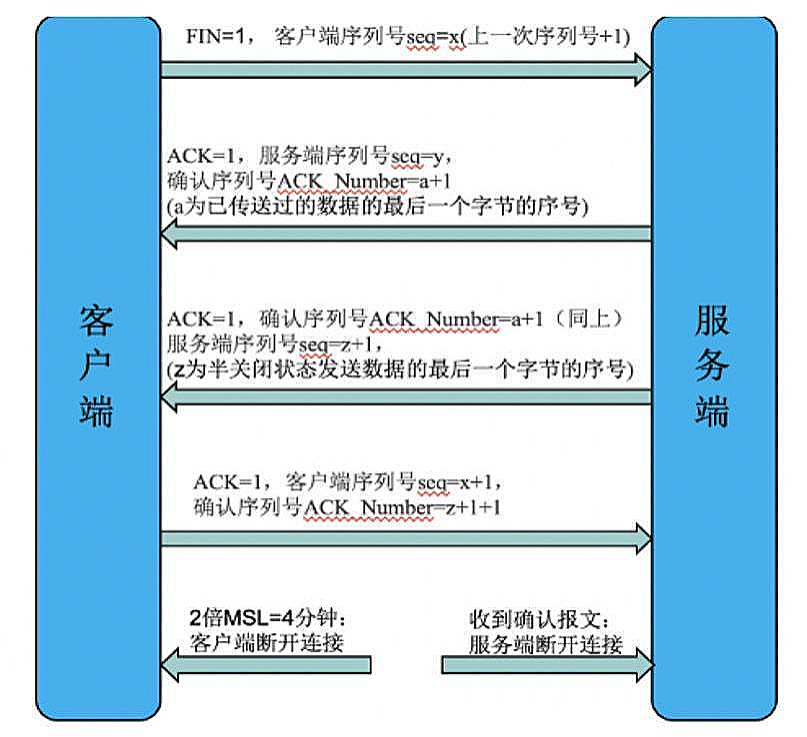 FIN=1， 客户端序列号seq=x(上一次序列号+1)
ACK=1，服务端序列号seq=y，
确认序列号ACK_Number=a+1
(a为已传送过的数据的最后一个字节的序号)
ACK=1，确认序列号ACK_Number=a+1（同上）
服务端序列号seq=z+1，
(z为半关闭状态发送数据的最后一个字节的序号)
客户端
服务端
ACK=1，客户端序列号seq=x+1，
确认序列号ACK_Number=z+1+1
2倍MSL=4分钟：
客户端断开连接
收到确认报文：
服务端断开连接